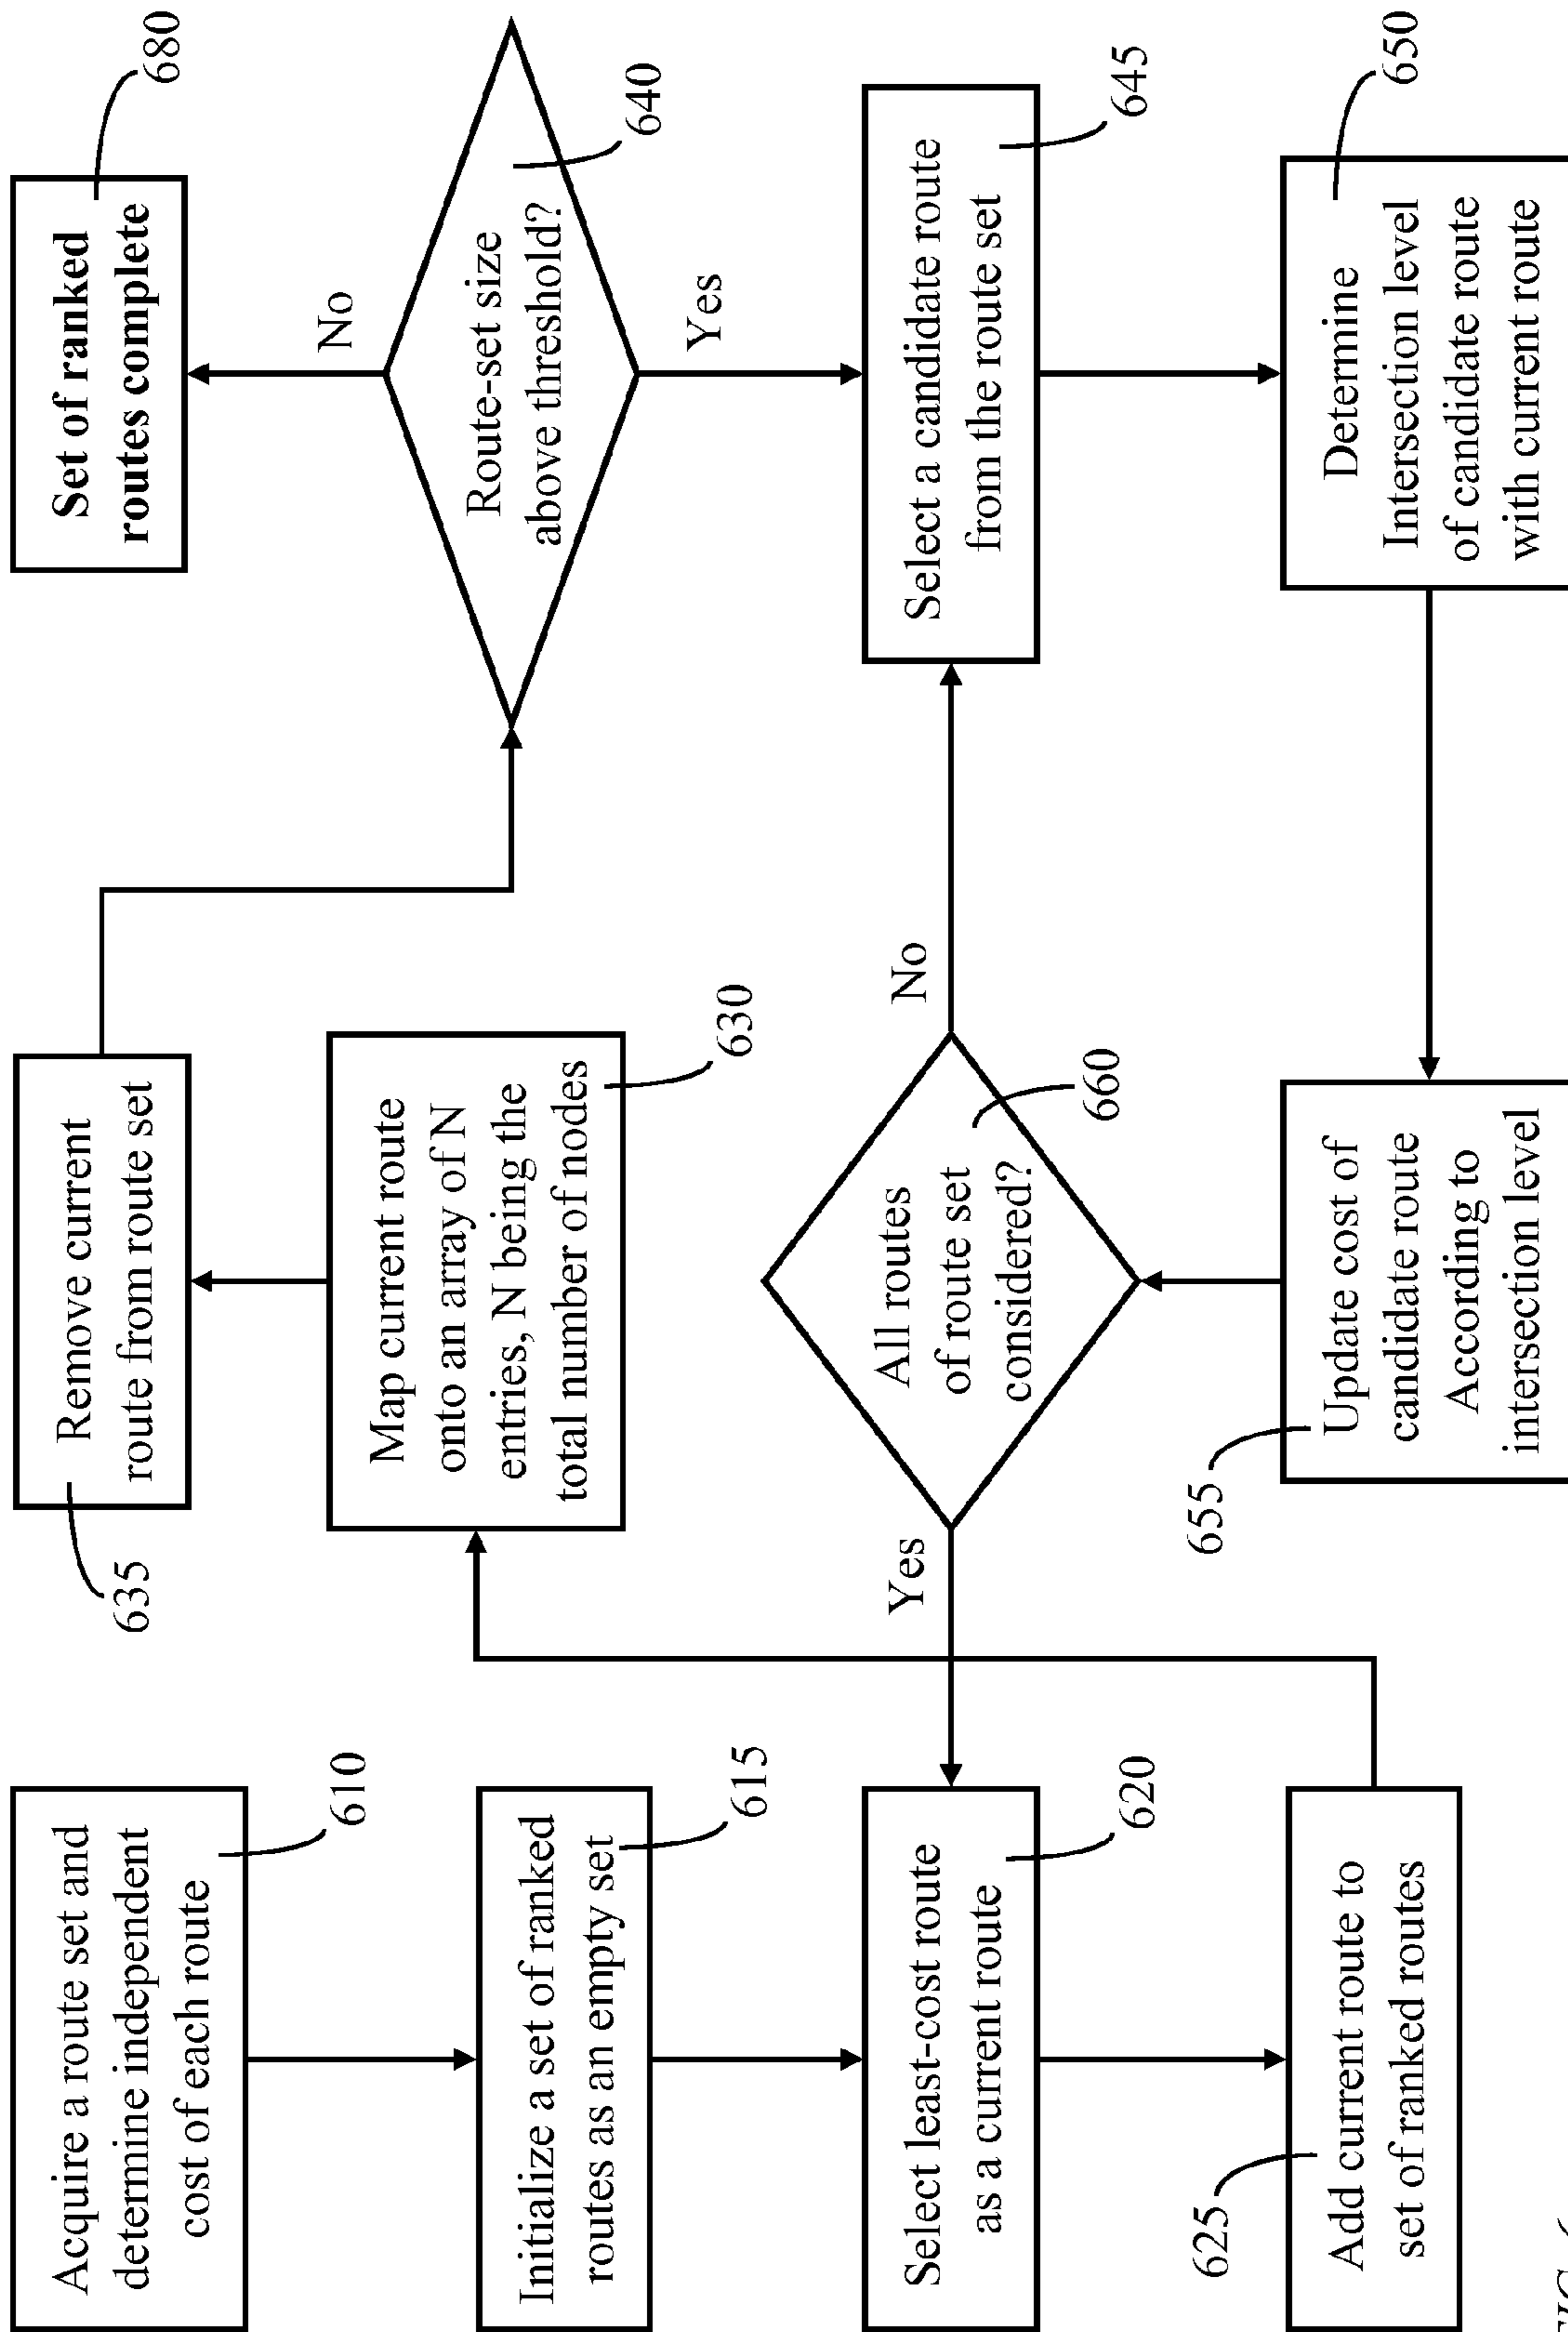 Acquire a route set and
determine independent
cost of each route
610
Initialize a set of ranked
routes as an empty set
615
Select least-cost route
as a current route
620
625
Add current route to
set of ranked routes
635
Remove current
route from route set
Map current route
onto an array of N
entries, N being the
total number of nodes
630
Yes
All routes
of route set
considered?
660
No
655
Update cost of
candidate route
According to
intersection level
Set of ranked
routes complete
680
No
Route-set size
above threshold?
640
Yes
Select a candidate route
from the route set
645
Determine
Intersection level
of candidate route
with current route
650